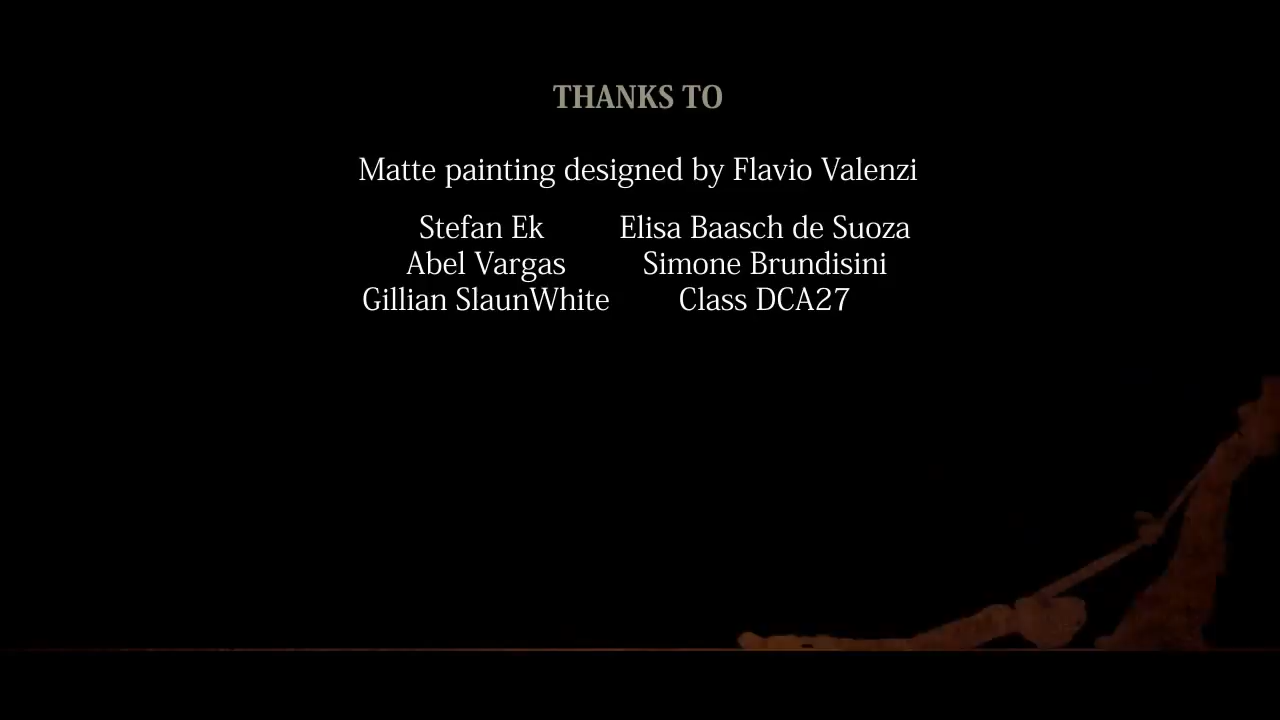 THANKS TO
Matte painting designed by Flavio Valenzi
Stefan Ek Elisa Baasch de Suoza
Abel Vargas Simone Brundisini
Gillian SlaunWhite Class DCA27